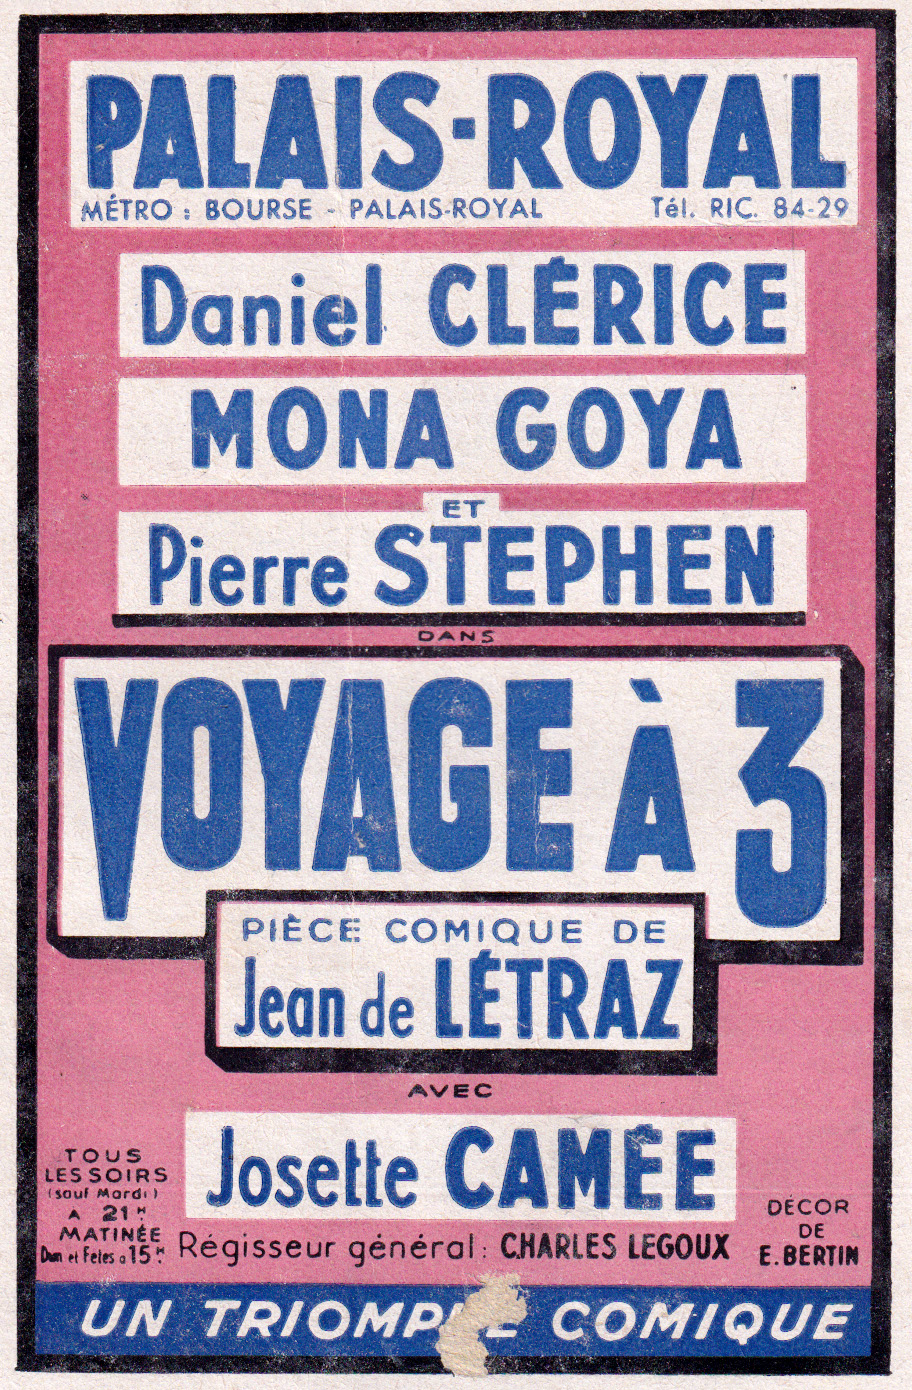 PALAIS-ROYAL
MÉTRO : BOURSE - PALAIS-ROYAL Tél. RIC. 84-29
Daniel CLÉRICE
MONA GOYA
ET
Pierre STEPHEN
DANS
VOYAGE À 3
PIÈCE COMIQUE DE
Jean de LÉTRAZ
AVEC
Josette CAMÉE
TOUS
LES SOIRS
(sauf Mardi)
A 21 H
MATINÉE
Dim et Fêtes à 15 H
Régisseur général : CHARLES LEGOUX
DÉCOR
DE
E. BERTIN
UN COMIQUE